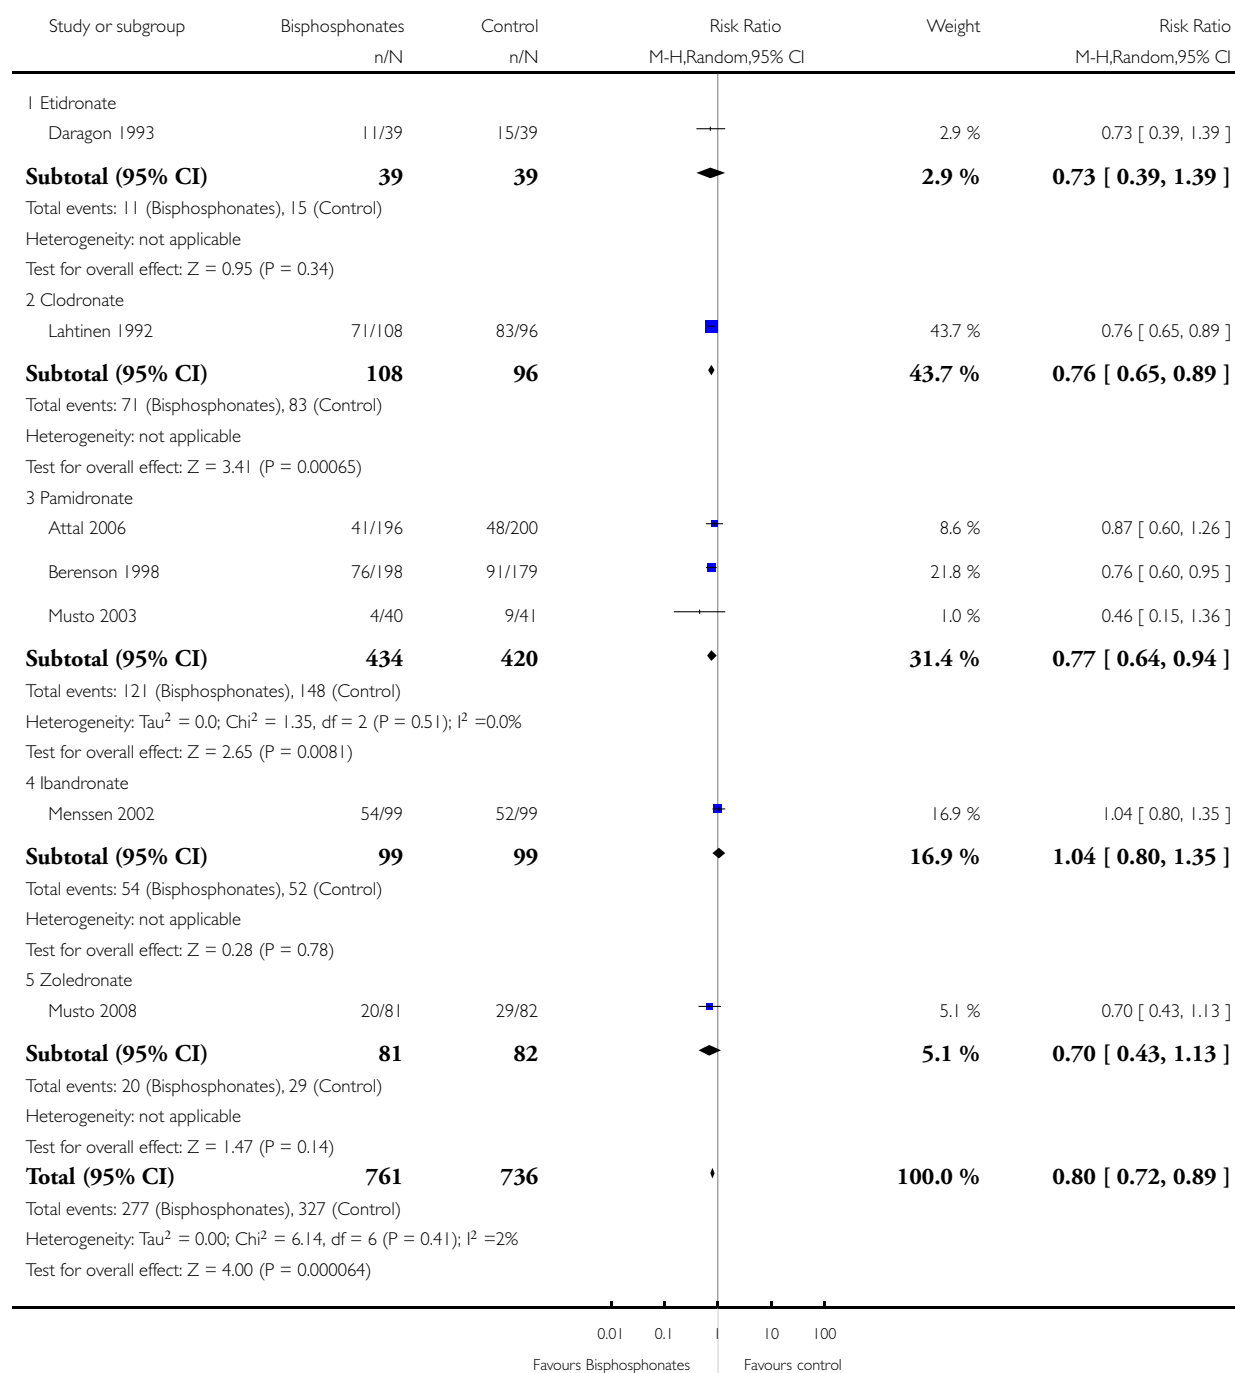 Study or subgroup Bisphosphonates Control Risk Ratio Weight Risk Ratio
n/N n/N M-H,Random,95% CI M-H,Random,95% CI
1 Etidronate
Daragon 1993 11/39 15/39 2.9 % 0.73 [ 0.39, 1.39 ]
Subtotal (95% CI) 39 39 2.9 % 0.73 [ 0.39, 1.39 ]
Total events: 11 (Bisphosphonates), 15 (Control)
Heterogeneity: not applicable
Test for overall effect: Z = 0.95 (P = 0.34)
2 Clodronate
Lahtinen 1992 71/108 83/96 43.7 % 0.76 [ 0.65, 0.89 ]
Subtotal (95% CI) 108 96 43.7 % 0.76 [ 0.65, 0.89 ]
Total events: 71 (Bisphosphonates), 83 (Control)
Heterogeneity: not applicable
Test for overall effect: Z = 3.41 (P = 0.00065)
3 Pamidronate
Attal 2006 41/196 48/200 8.6 % 0.87 [ 0.60, 1.26 ]
Berenson 1998 76/198 91/179 21.8 % 0.76 [ 0.60, 0.95 ]
Musto 2003 4/40 9/41 1.0 % 0.46 [ 0.15, 1.36 ]
Subtotal (95% CI) 434 420 31.4 % 0.77 [ 0.64, 0.94 ]
Total events: 121 (Bisphosphonates), 148 (Control)
Heterogeneity: Tau² = 0.0; Chi² = 1.35, df = 2 (P = 0.51); I² =0.0%
Test for overall effect: Z = 2.65 (P = 0.0081)
4 Ibandronate
Menssen 2002 54/99 52/99 16.9 % 1.04 [ 0.80, 1.35 ]
Subtotal (95% CI) 99 99 16.9 % 1.04 [ 0.80, 1.35 ]
Total events: 54 (Bisphosphonates), 52 (Control)
Heterogeneity: not applicable
Test for overall effect: Z = 0.28 (P = 0.78)
5 Zoledronate
Musto 2008 20/81 29/82 5.1 % 0.70 [ 0.43, 1.13 ]
Subtotal (95% CI) 81 82 5.1 % 0.70 [ 0.43, 1.13 ]
Total events: 20 (Bisphosphonates), 29 (Control)
Heterogeneity: not applicable
Test for overall effect: Z = 1.47 (P = 0.14)
Total (95% CI) 761 736 100.0 % 0.80 [ 0.72, 0.89 ]
Total events: 277 (Bisphosphonates), 327 (Control)
Heterogeneity: Tau² = 0.00; Chi² = 6.14, df = 6 (P = 0.41); I² =2%
Test for overall effect: Z = 4.00 (P = 0.000064)
0.01 0.1 1 10 100
Favours Bisphosphonates Favours control